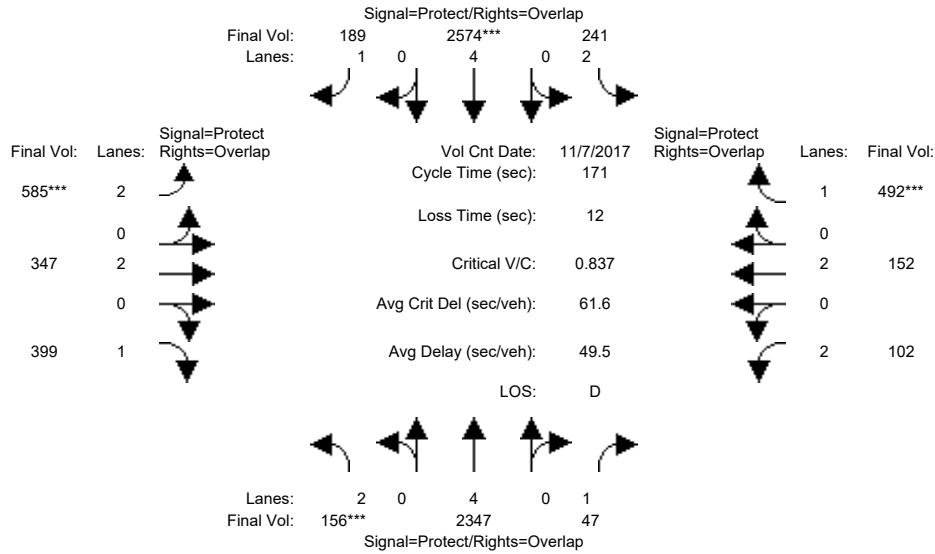 Signal=Protect/Rights=Overlap
Final Vol: 189 2574*** 241
Lanes: 1 0 4 0 2
Signal=Protect Signal=Protect
Final Vol: Lanes: Rights=Overlap Vol Cnt Date: 11/7/2017 Rights=Overlap Lanes: Final Vol:
Cycle Time (sec): 171
585*** 2 1 492***
Loss Time (sec): 12
0 0
347 2 Critical V/C: 0.837 2 152
0 Avg Crit Del (sec/veh): 61.6 0
399 1 Avg Delay (sec/veh): 49.5 2 102
LOS: D
Lanes: 2 0 4 0 1
Final Vol: 156*** 2347 47
Signal=Protect/Rights=Overlap